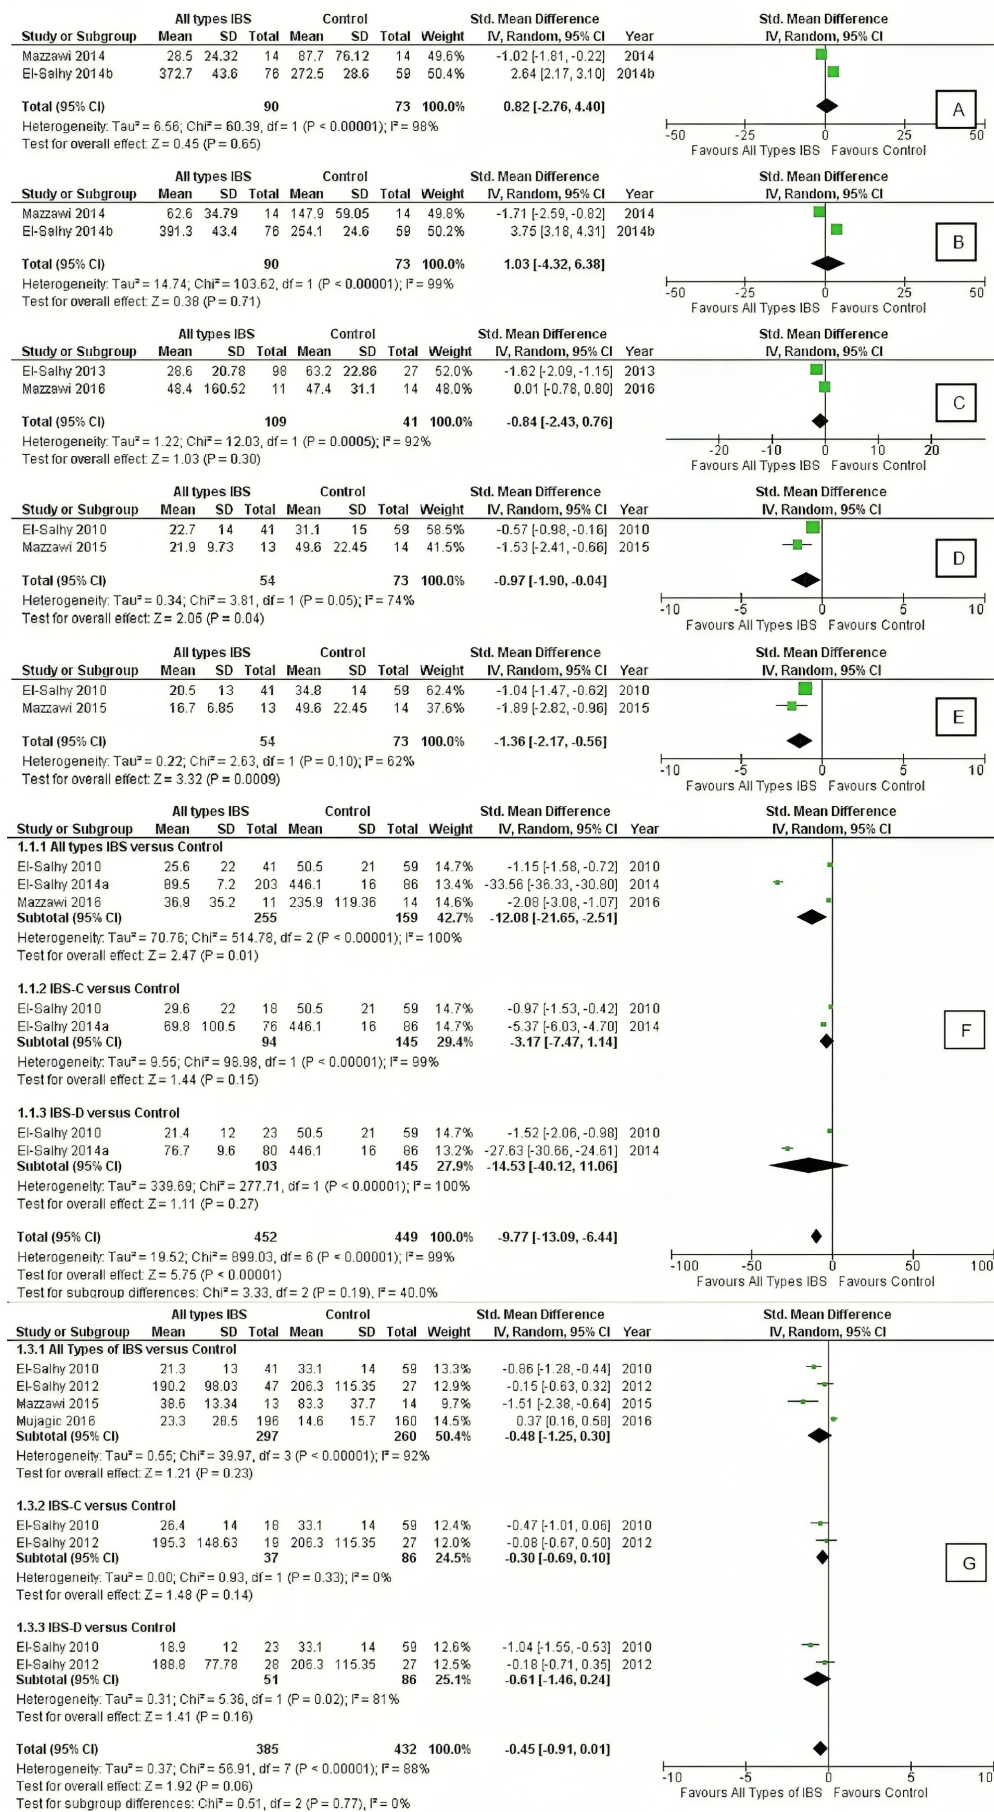 All types IBS Control Std. Mean Difference Std. Mean Difference
Study or Subgroup Mean SD Total Mean SD Total Weight IV, Random, 95% CI Year IV, Random, 95% CI
Mazzawi 2014 28.5 24.32 14 87.7 76.12 14 49.6% -1.02 [-1.81, -0.22] 2014
El-Salhy 2014b 372.7 43.6 76 272.5 28.6 59 50.4% 2.64 [2.17, 3.10] 2014b
Total (95% CI) 90 73 100.0% 0.82 [-2.76, 4.40]
A
Heterogeneity: Tau² = 6.56; Chi² = 60.39, df = 1 (P < 0.00001); I² = 98%
Test for overall effect: Z = 0.45 (P = 0.65)
-50 -25 0 25 50
Favours All Types IBS Favours Control
All types IBS Control Std. Mean Difference Std. Mean Difference
Study or Subgroup Mean SD Total Mean SD Total Weight IV, Random, 95% CI Year IV, Random, 95% CI
Mazzawi 2014 62.6 34.79 14 147.9 59.05 14 49.8% -1.71 [-2.59, -0.82] 2014
El-Salhy 2014b 391.3 43.4 76 254.1 24.6 59 50.2% 3.75 [3.18, 4.31] 2014b
B
Total (95% CI) 90 73 100.0% 1.03 [-4.32, 6.38]
Heterogeneity: Tau² = 14.74; Chi² = 103.62, df = 1 (P < 0.00001); I² = 99%
Test for overall effect: Z = 0.38 (P = 0.71)
-50 -25 0 25 50
Favours All Types IBS Favours Control
All types IBS Control Std. Mean Difference Std. Mean Difference
Study or Subgroup Mean SD Total Mean SD Total Weight IV, Random, 95% CI Year IV, Random, 95% CI
El-Salhy 2013 28.6 20.78 98 63.2 22.86 27 52.0% -1.62 [-2.09, -1.15] 2013
Mazzawi 2016 48.4 160.52 11 47.4 31.1 14 48.0% 0.01 [-0.78, 0.80] 2016
C
Total (95% CI) 109 41 100.0% -0.84 [-2.43, 0.76]
Heterogeneity: Tau² = 1.22; Chi² = 12.03, df = 1 (P = 0.0005); I² = 92%
Test for overall effect: Z = 1.03 (P = 0.30)
-20 -10 0 10 20
Favours All Types IBS Favours Control
All types IBS Control Std. Mean Difference Std. Mean Difference
Study or Subgroup Mean SD Total Mean SD Total Weight IV, Random, 95% CI Year IV, Random, 95% CI
El-Salhy 2010 22.7 14 41 31.1 15 59 58.5% -0.57 [-0.98, -0.16] 2010
Mazzawi 2015 21.9 9.73 13 49.6 22.45 14 41.5% -1.53 [-2.41, -0.66] 2015
D
Total (95% CI) 54 73 100.0% -0.97 [-1.90, -0.04]
Heterogeneity: Tau² = 0.34; Chi² = 3.81, df = 1 (P = 0.05); I² = 74%
Test for overall effect: Z = 2.05 (P = 0.04)
-10 -5 0 5 10
Favours All Types IBS Favours Control
All types IBS Control Std. Mean Difference Std. Mean Difference
Study or Subgroup Mean SD Total Mean SD Total Weight IV, Random, 95% CI Year IV, Random, 95% CI
El-Salhy 2010 20.5 13 41 34.8 14 59 62.4% -1.04 [-1.47, -0.62] 2010
Mazzawi 2015 16.7 6.85 13 49.6 22.45 14 37.6% -1.89 [-2.82, -0.96] 2015
E
Total (95% CI) 54 73 100.0% -1.36 [-2.17, -0.56]
Heterogeneity: Tau² = 0.22; Chi² = 2.63, df = 1 (P = 0.10); I² = 62%
Test for overall effect: Z = 3.32 (P = 0.0009)
-10 -5 0 5 10
Favours All Types IBS Favours Control
All types IBS Control Std. Mean Difference Std. Mean Difference
Study or Subgroup Mean SD Total Mean SD Total Weight IV, Random, 95% CI Year IV, Random, 95% CI
1.1.1 All types IBS versus Control
El-Salhy 2010 25.6 22 41 50.5 21 59 14.7% -1.15 [-1.58, -0.72] 2010
El-Salhy 2014a 89.5 7.2 203 446.1 16 86 13.4% -33.56 [-36.33, -30.80] 2014
Mazzawi 2016 36.9 35.2 11 235.9 119.36 14 14.6% -2.08 [-3.08, -1.07] 2016
Subtotal (95% CI) 255 159 42.7% -12.08 [-21.65, -2.51]
Heterogeneity: Tau² = 70.76; Chi² = 514.78, df = 2 (P < 0.00001); I² = 100%
Test for overall effect: Z = 2.47 (P = 0.01)
1.1.2 IBS-C versus Control
El-Salhy 2010 29.6 22 18 50.5 21 59 14.7% -0.97 [-1.53, -0.42] 2010
El-Salhy 2014a 69.8 100.5 76 446.1 16 86 14.7% -5.37 [-6.03, -4.70] 2014
Subtotal (95% CI) 94 145 29.4% -3.17 [-7.47, 1.14]
F
Heterogeneity: Tau² = 9.55; Chi² = 98.98, df = 1 (P < 0.00001); I² = 99%
Test for overall effect: Z = 1.44 (P = 0.15)
1.1.3 IBS-D versus Control
El-Salhy 2010 21.4 12 23 50.5 21 59 14.7% -1.52 [-2.06, -0.98] 2010
El-Salhy 2014a 76.7 9.6 80 446.1 16 86 13.2% -27.63 [-30.66, -24.61] 2014
Subtotal (95% CI) 103 145 27.9% -14.53 [-40.12, 11.06]
Heterogeneity: Tau² = 339.69; Chi² = 277.71, df = 1 (P < 0.00001); I² = 100%
Test for overall effect: Z = 1.11 (P = 0.27)
Total (95% CI) 452 449 100.0% -9.77 [-13.09, -6.44]
Heterogeneity: Tau² = 19.52; Chi² = 899.03, df = 6 (P < 0.00001); I² = 99%
Test for overall effect: Z = 5.75 (P < 0.00001)
Test for subgroup differences: Chi² = 3.33, df = 2 (P = 0.19), I² = 40.0%
-100 -50 0 50 100
Favours All Types IBS Favours Control
All types IBS Control Std. Mean Difference Std. Mean Difference
Study or Subgroup Mean SD Total Mean SD Total Weight IV, Random, 95% CI Year IV, Random, 95% CI
1.3.1 All Types of IBS versus Control
El-Salhy 2010 21.3 13 41 33.1 14 59 13.3% -0.86 [-1.28, -0.44] 2010
El-Salhy 2012 190.2 98.03 47 206.3 115.35 27 12.9% -0.15 [-0.63, 0.32] 2012
Mazzawi 2015 38.6 13.34 13 83.3 37.7 14 9.7% -1.51 [-2.38, -0.64] 2015
Mujagic 2016 23.3 28.5 196 14.6 15.7 160 14.5% 0.37 [0.16, 0.58] 2016
Subtotal (95% CI) 297 260 50.4% -0.48 [-1.25, 0.30]
Heterogeneity: Tau² = 0.55; Chi² = 39.97, df = 3 (P < 0.00001); I² = 92%
Test for overall effect: Z = 1.21 (P = 0.23)
1.3.2 IBS-C versus Control
El-Salhy 2010 26.4 14 18 33.1 14 59 12.4% -0.47 [-1.01, 0.06] 2010
El-Salhy 2012 195.3 148.63 19 206.3 115.35 27 12.0% -0.08 [-0.67, 0.50] 2012
Subtotal (95% CI) 37 86 24.5% -0.30 [-0.69, 0.10]
G
Heterogeneity: Tau² = 0.00; Chi² = 0.93, df = 1 (P = 0.33); I² = 0%
Test for overall effect: Z = 1.48 (P = 0.14)
1.3.3 IBS-D versus Control
El-Salhy 2010 18.9 12 23 33.1 14 59 12.6% -1.04 [-1.55, -0.53] 2010
El-Salhy 2012 188.8 77.78 28 206.3 115.35 27 12.5% -0.18 [-0.71, 0.35] 2012
Subtotal (95% CI) 51 86 25.1% -0.61 [-1.46, 0.24]
Heterogeneity: Tau² = 0.31; Chi² = 5.36, df = 1 (P = 0.02); I² = 81%
Test for overall effect: Z = 1.41 (P = 0.16)
Total (95% CI) 385 432 100.0% -0.45 [-0.91, 0.01]
Heterogeneity: Tau² = 0.37; Chi² = 56.91, df = 7 (P < 0.00001); I² = 88%
Test for overall effect: Z = 1.92 (P = 0.06)
Test for subgroup differences: Chi² = 0.51, df = 2 (P = 0.77), I² = 0%
-10 -5 0 5 10
Favours All Types of IBS Favours Control